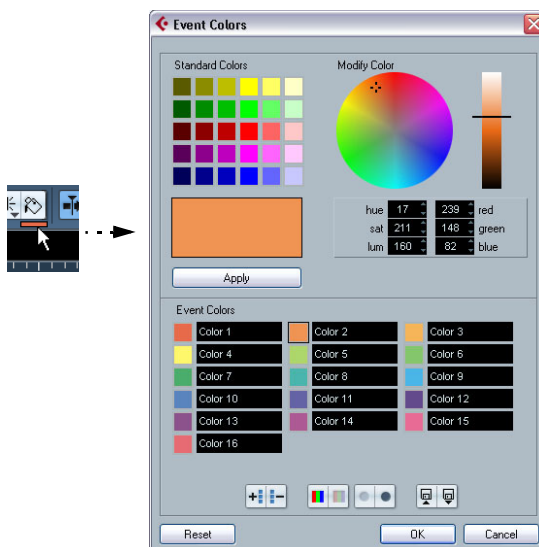 Event Colors
Standard Colors
Modify Color
hue 17 239 red
sat 211 148 green
lum 160 82 blue
Apply
Event Colors
Color 1 Color 2 Color 3
Color 4 Color 5 Color 6
Color 7 Color 8 Color 9
Color 10 Color 11 Color 12
Color 13 Color 14 Color 15
Color 16
Reset OK Cancel